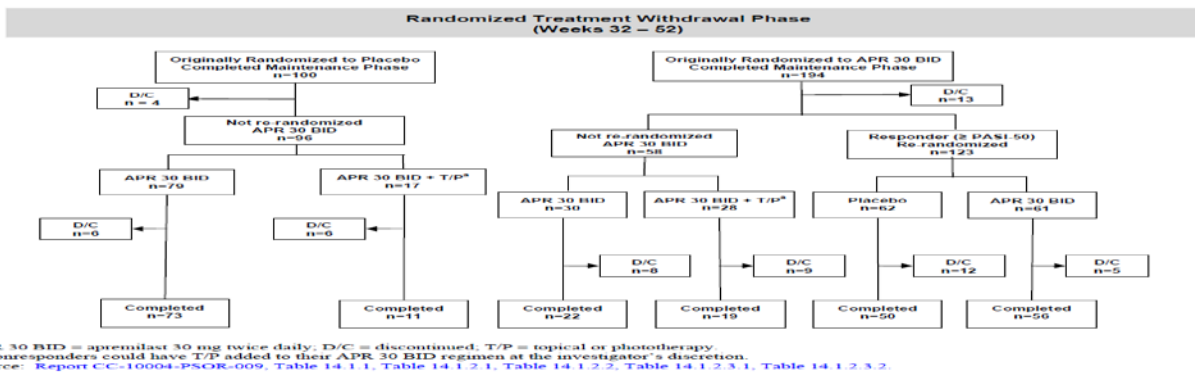 Randomized Treatment Withdrawal Phase
(Weeks 32 – 52)
Originally Randomized to Placebo
Completed Maintenance Phase
n=100
D/C
n = 4
Not re-randomized
APR 30 BID
n=96
APR 30 BID
n=79
APR 30 BID + T/Pª
n=17
D/C
n=6
D/C
n=6
Completed
n=73
Completed
n=11
Originally Randomized to APR 30 BID
Completed Maintenance Phase
n=194
D/C
n=13
Not re-randomized
APR 30 BID
n=58
Responder (≥ PASI-50)
Re-randomized
n=123
APR 30 BID
n=30
APR 30 BID + T/Pª
n=28
Placebo
n=62
APR 30 BID
n=61
D/C
n=8
D/C
n=9
D/C
n=12
D/C
n=5
Completed
n=22
Completed
n=19
Completed
n=50
Completed
n=56
R 30 BID = apremilast 30 mg twice daily; D/C = discontinued; T/P = topical or phototherapy.
onresponders could have T/P added to their APR 30 BID regimen at the investigator's discretion.
rce: Report CC-10004-PSOR-009, Table 14.1.1, Table 14.1.2.1, Table 14.1.2.2, Table 14.1.2.3.1, Table 14.1.2.3.2.